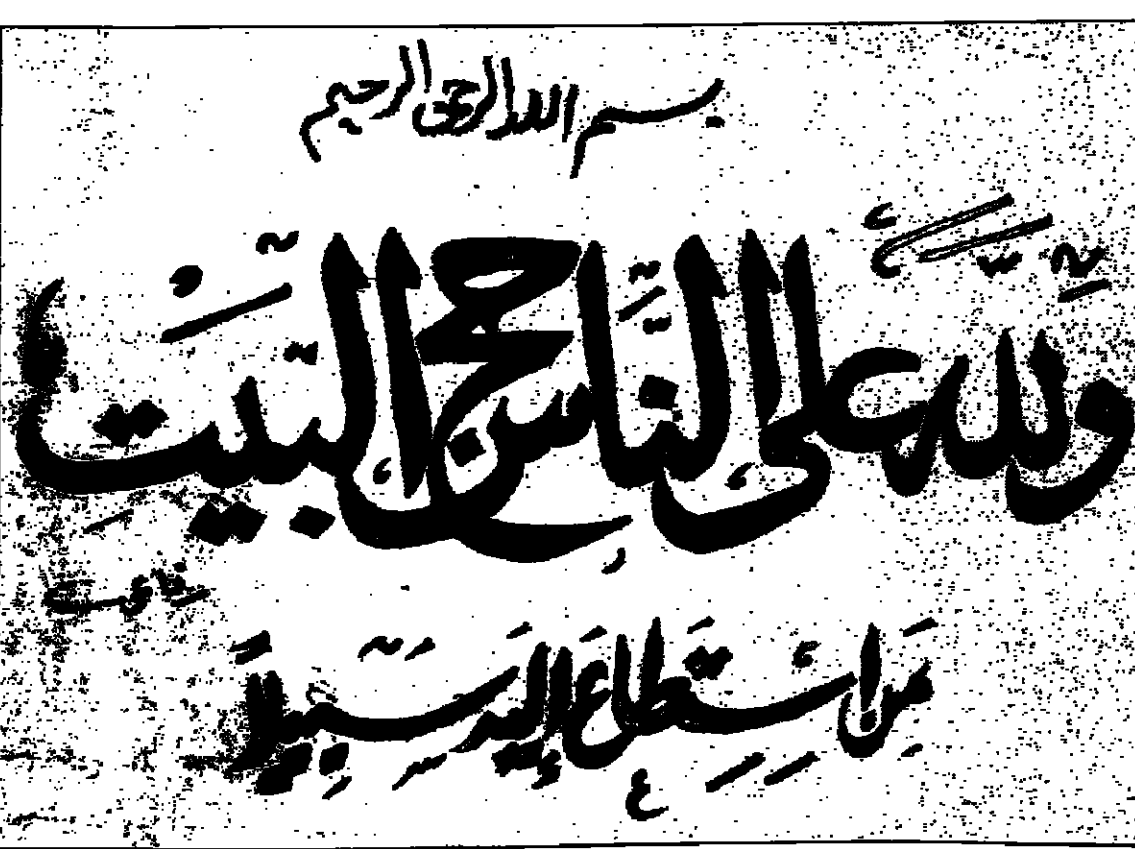 بسم الله الرحمن الرحيم
ولله على الناس حج البيت
من استطاع إليه سبيلاً